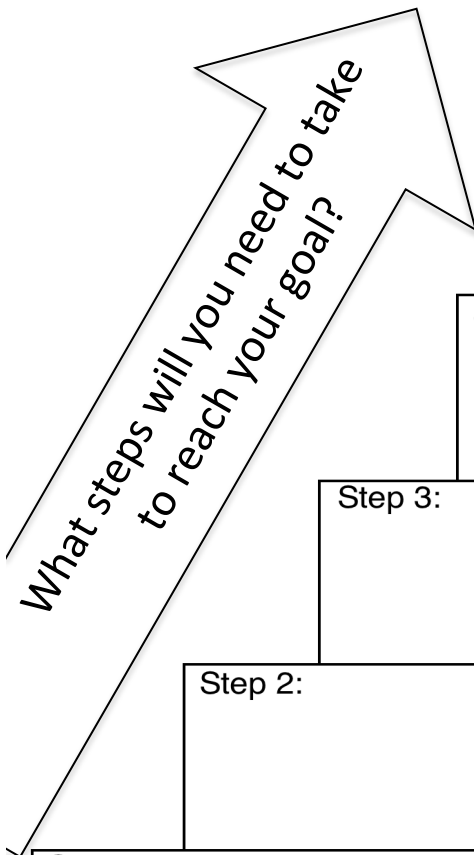 What steps will you need to take
to reach your goal?
Step 3:
Step 2: